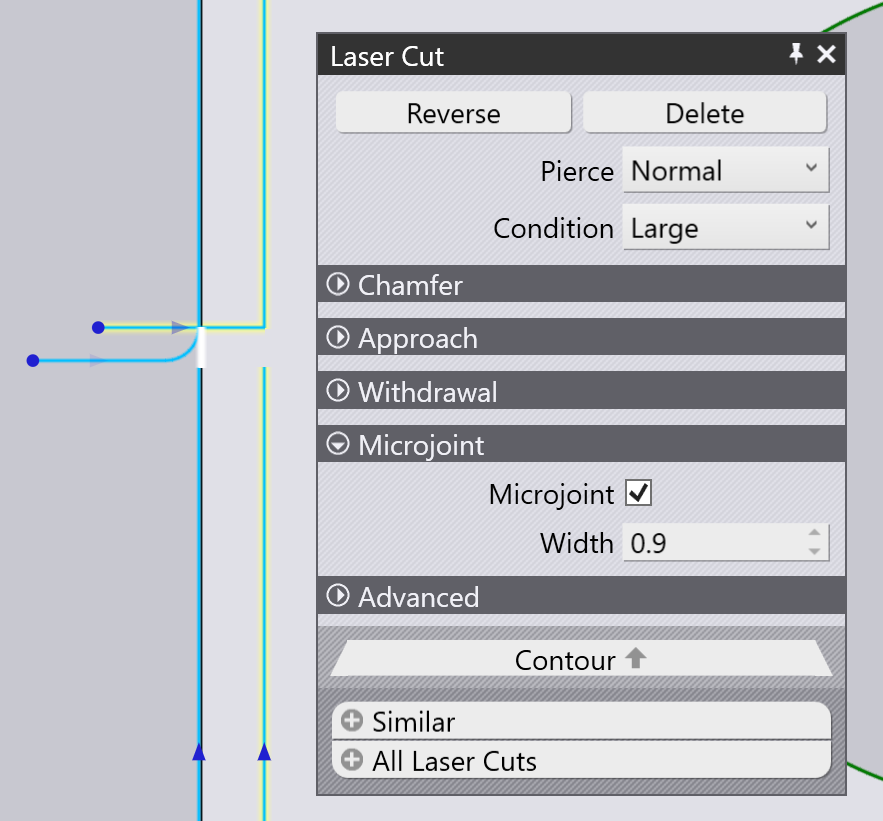 Laser Cut
Reverse Delete
Pierce Normal
Condition Large
Chamfer
Approach
Withdrawal
Microjoint
Microjoint
Width 0.9
Advanced
Contour
Similar
All Laser Cuts